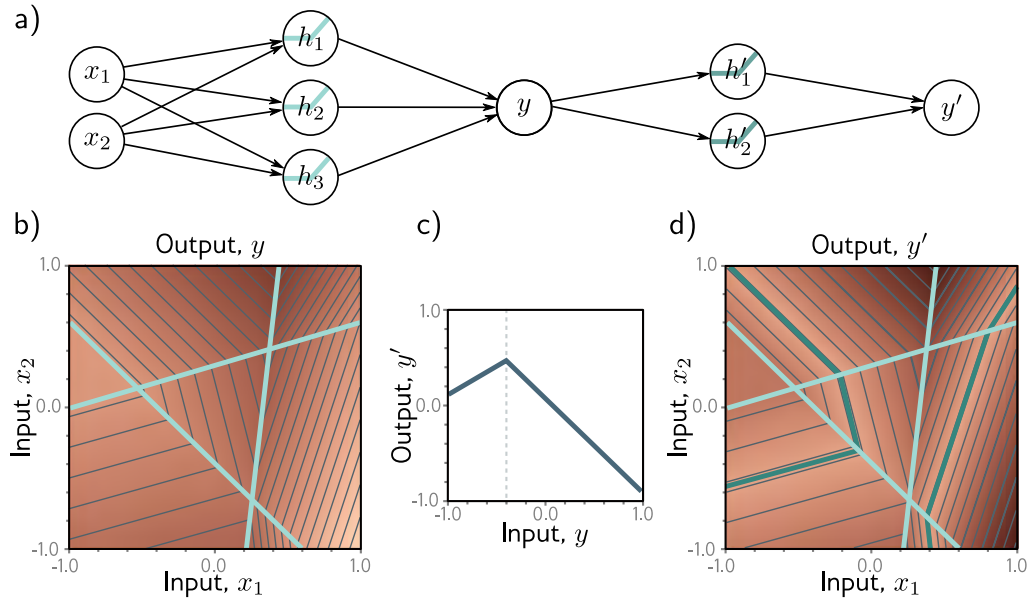 a)
x₁
x₂
h₁
h₂
h₃
y
h′₁
h′₂
y′
b)
Output, y
1.0
0.0
-1.0
Input, x₂
-1.0
0.0
1.0
Input, x₁
c)
1.0
0.0
-1.0
Output, y′
-1.0
0.0
1.0
Input, y
d)
Output, y′
1.0
0.0
-1.0
Input, x₂
-1.0
0.0
1.0
Input, x₁